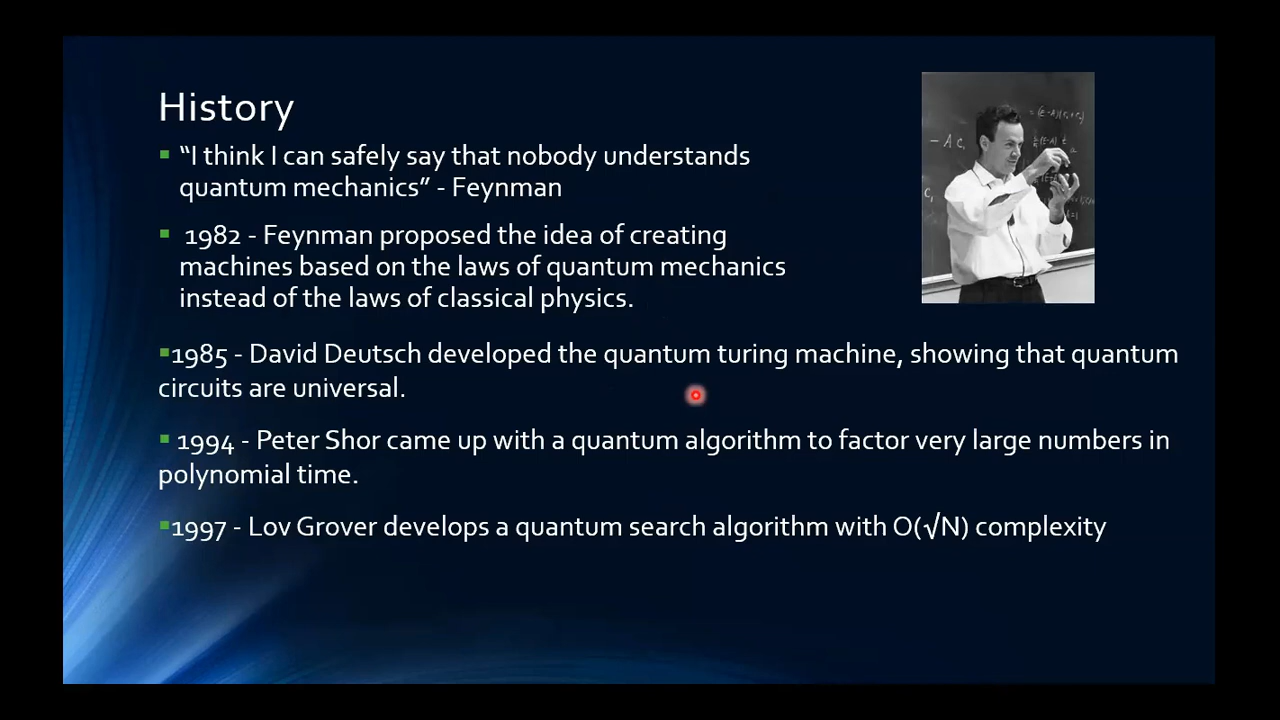 History
“I think I can safely say that nobody understands
quantum mechanics” - Feynman
1982 - Feynman proposed the idea of creating
machines based on the laws of quantum mechanics
instead of the laws of classical physics.
1985 - David Deutsch developed the quantum turing machine, showing that quantum
circuits are universal.
1994 - Peter Shor came up with a quantum algorithm to factor very large numbers in
polynomial time.
1997 - Lov Grover develops a quantum search algorithm with O(√N) complexity